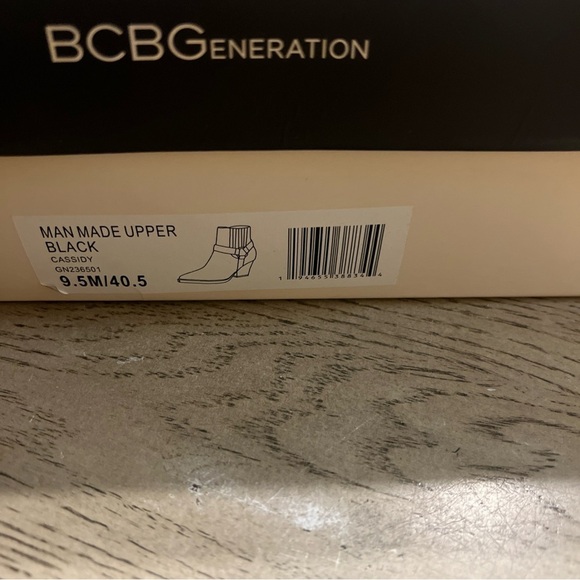 BCBGENERATION
MAN MADE UPPER
BLACK
CASSIDY
GN236501
9.5M/40.5